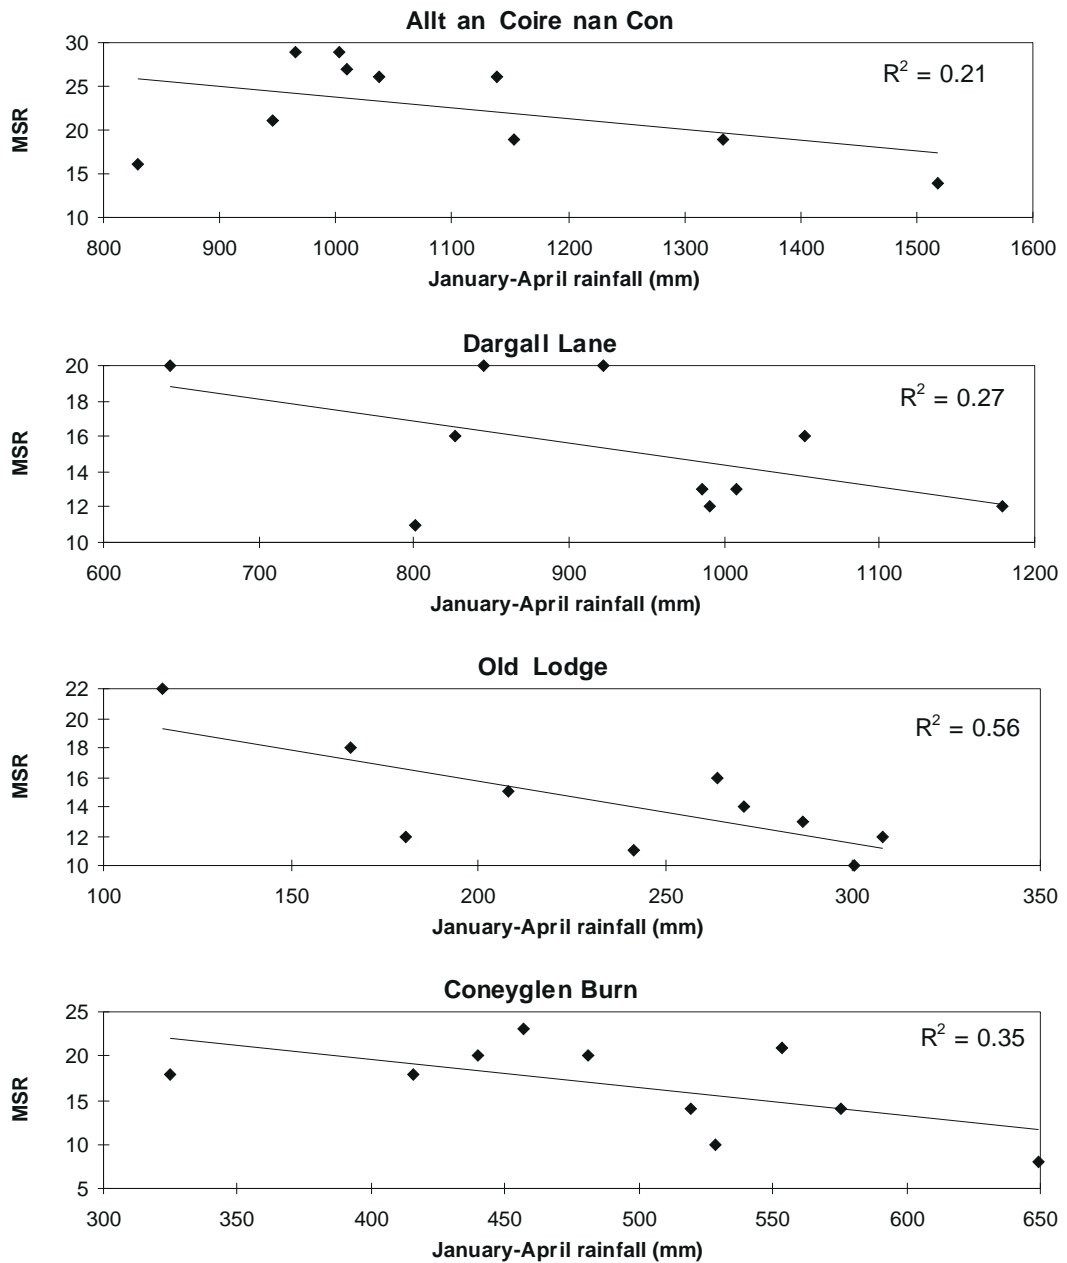 Allt an Coire nan Con
30
25
20
15
10
MSR
R² = 0.21
800 900 1000 1100 1200 1300 1400 1500 1600
January-April rainfall (mm)
Dargall Lane
20
18
16
14
12
10
MSR
R² = 0.27
600 700 800 900 1000 1100 1200
January-April rainfall (mm)
Old Lodge
22
20
18
16
14
12
10
MSR
R² = 0.56
100 150 200 250 300 350
January-April rainfall (mm)
Coneyglen Burn
25
20
15
10
5
MSR
R² = 0.35
300 350 400 450 500 550 600 650
January-April rainfall (mm)